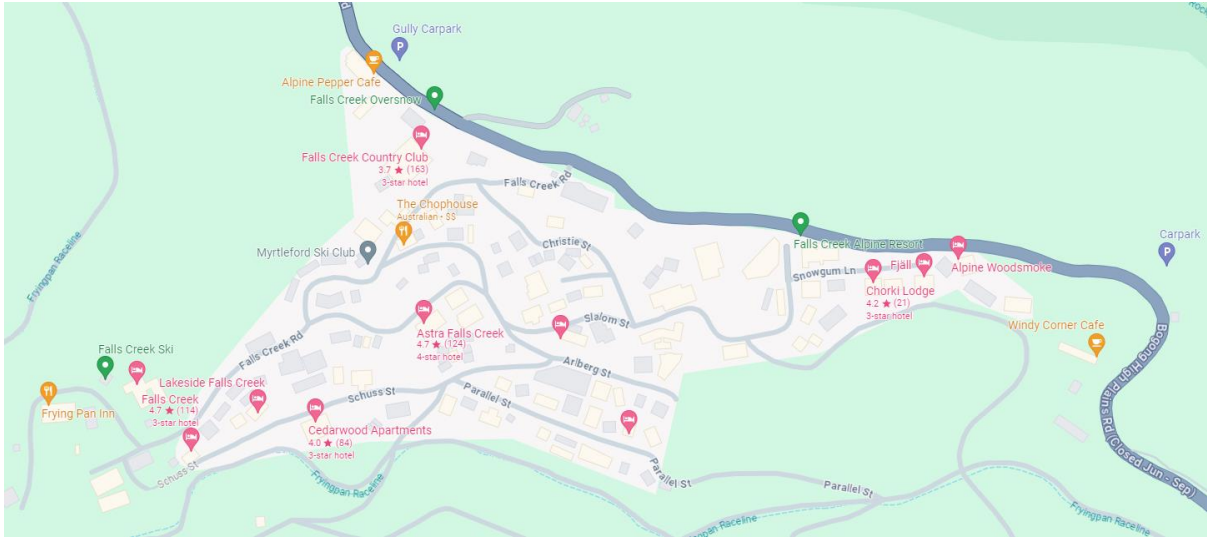 Gully Carpark
Alpine Pepper Cafe
Falls Creek Oversnow
Falls Creek Country Club
3.7 ★ (163)
3-star hotel
Falls Creek Rd
The Chophouse
Australian · $$
Myrtleford Ski Club
Christie St
Falls Creek Alpine Resort
Carpark
Snowgum Ln
Fjäll
Alpine Woodsmoke
Chorki Lodge
4.2 ★ (21)
3-star hotel
Fryingpan Raceline
Slalom St
Astra Falls Creek
4.7 ★ (124)
4-star hotel
Windy Corner Cafe
Falls Creek Rd
Falls Creek Ski
Arlberg St
Lakeside Falls Creek
Falls Creek
4.7 ★ (114)
3-star hotel
Frying Pan Inn
Schuss St
Parallel St
Cedarwood Apartments
4.0 ★ (84)
3-star hotel
Bogong High Plains Rd (Closed Jun - Sep)
Schuss St
Fryingpan Raceline
Parallel St
Parallel St
Fryingpan Raceline
Fryingpan Raceline